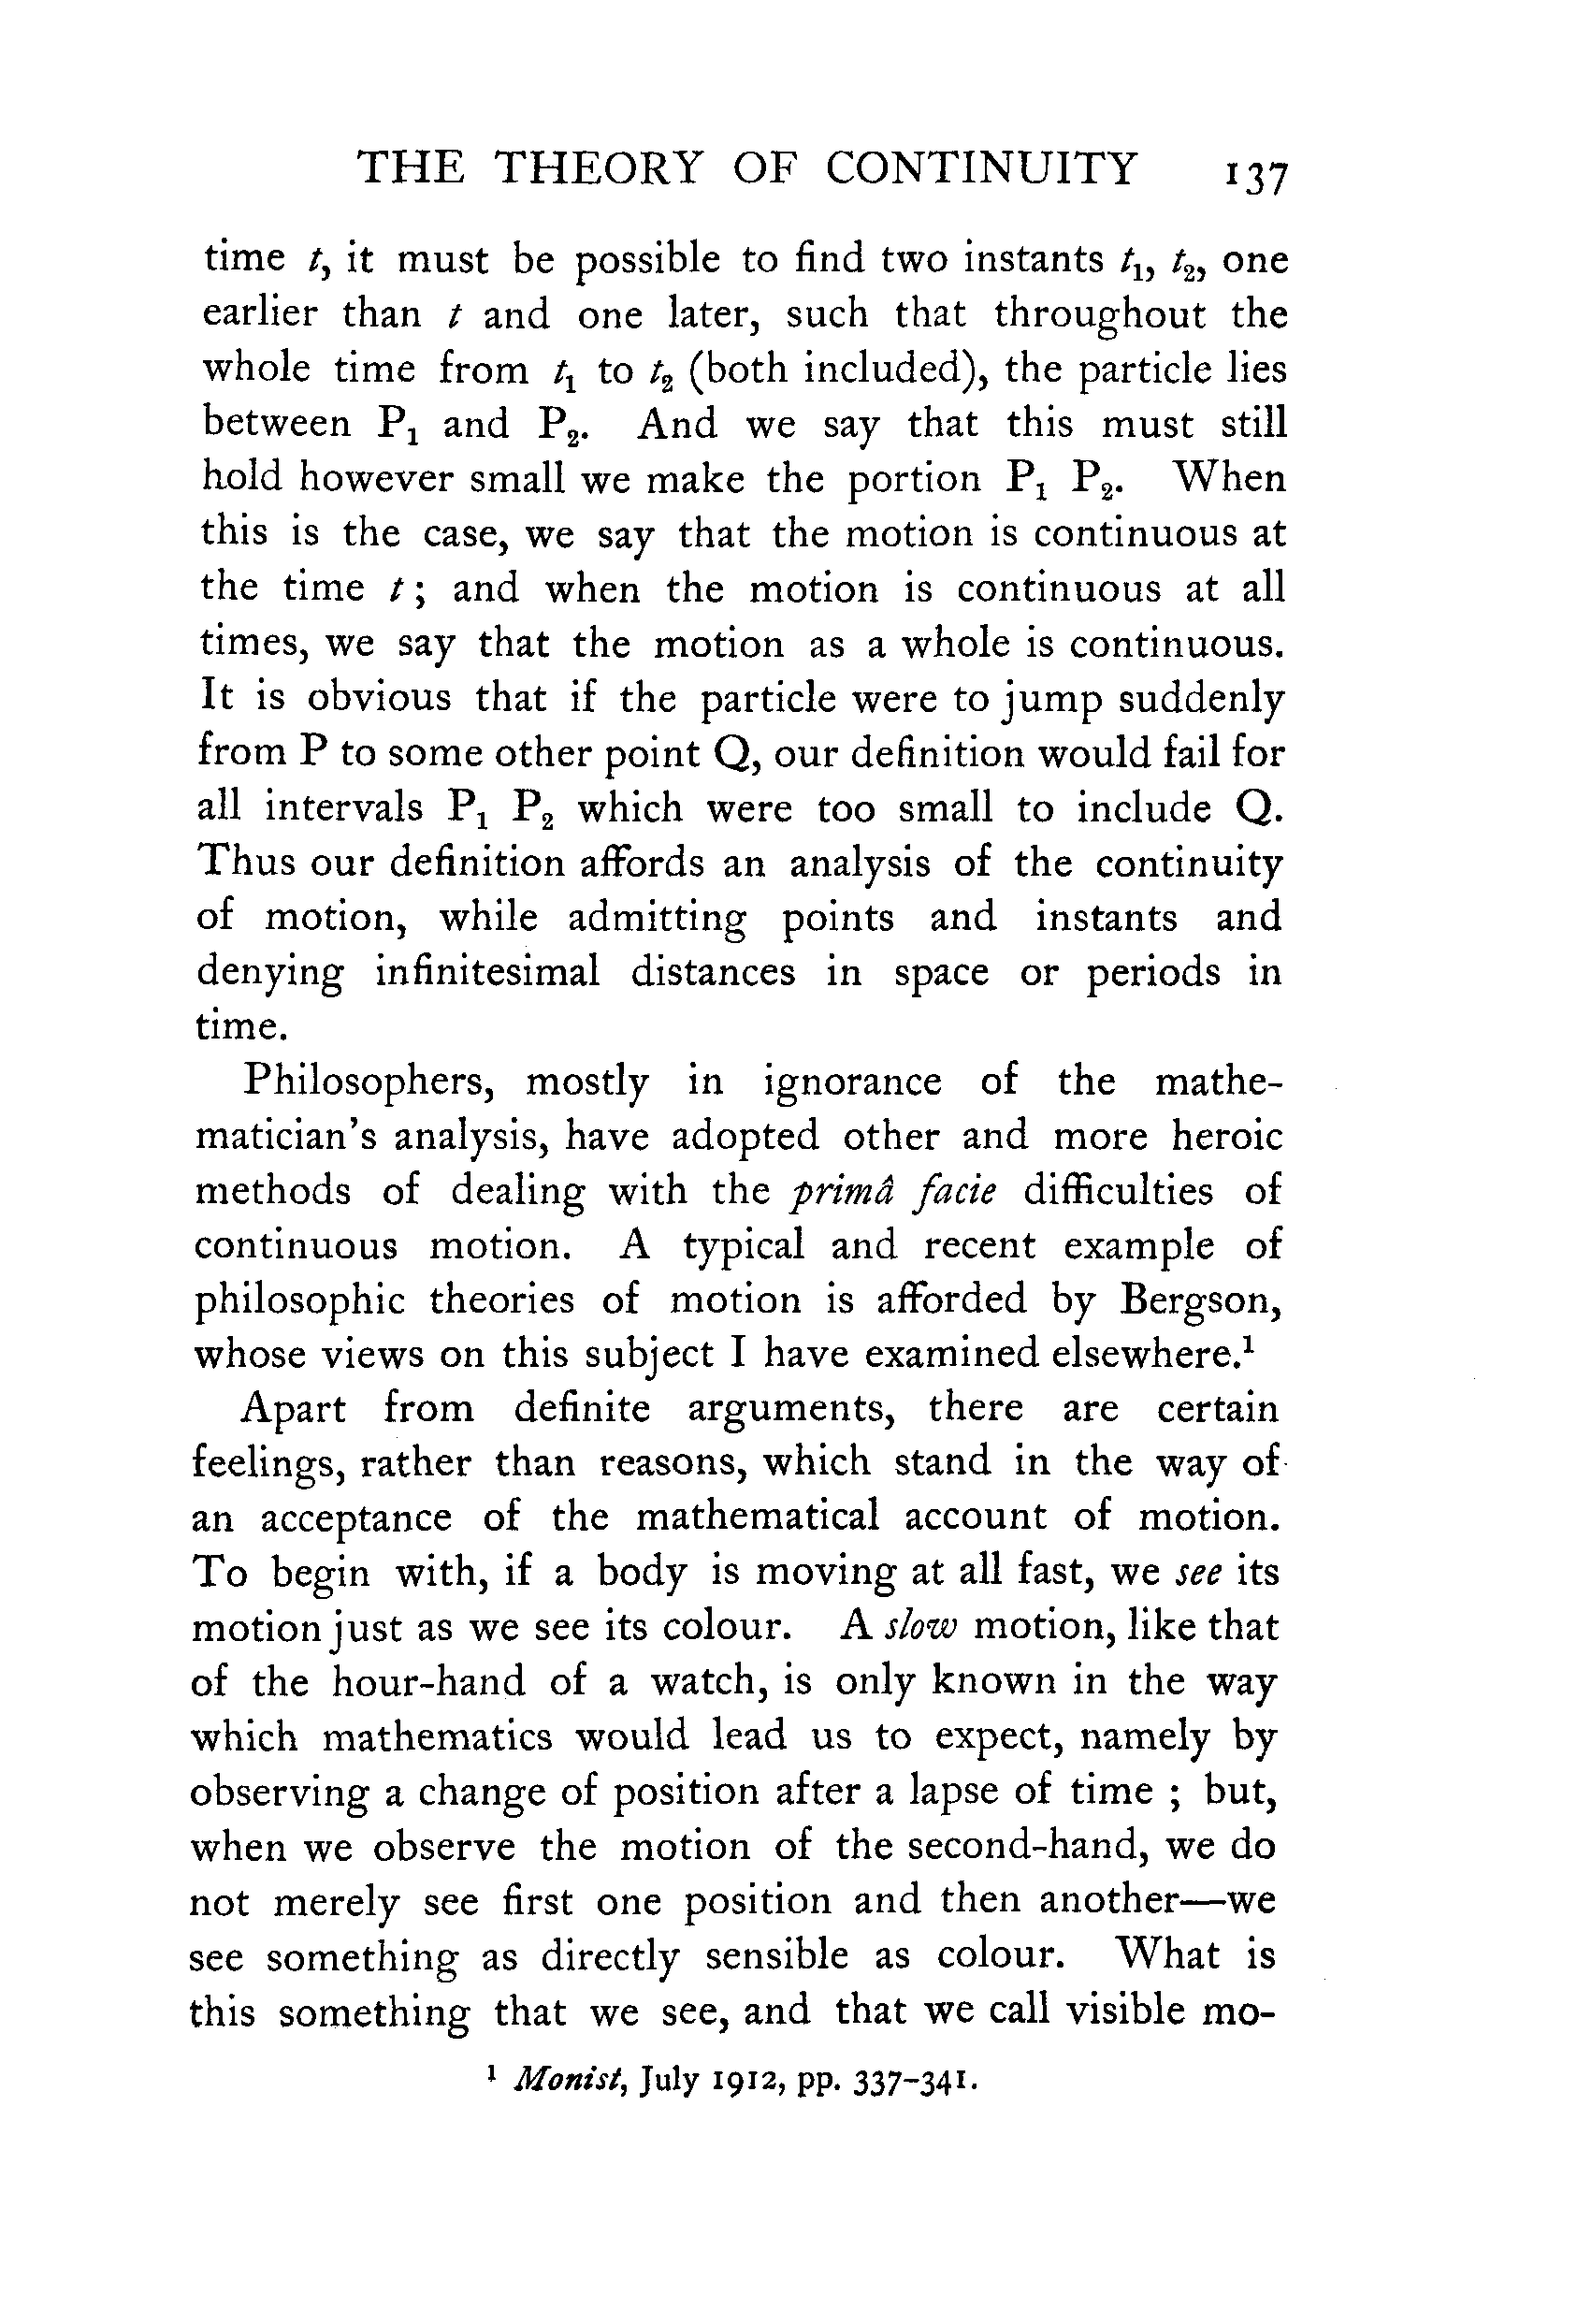 THE THEORY OF CONTINUITY 137
time t, it must be possible to find two instants t₁, t₂, one
earlier than t and one later, such that throughout the
whole time from t₁ to t₂ (both included), the particle lies
between P₁ and P₂. And we say that this must still
hold however small we make the portion P₁ P₂. When
this is the case, we say that the motion is continuous at
the time t; and when the motion is continuous at all
times, we say that the motion as a whole is continuous.
It is obvious that if the particle were to jump suddenly
from P to some other point Q, our definition would fail for
all intervals P₁ P₂ which were too small to include Q.
Thus our definition affords an analysis of the continuity
of motion, while admitting points and instants and
denying infinitesimal distances in space or periods in
time.
Philosophers, mostly in ignorance of the mathe-
matician's analysis, have adopted other and more heroic
methods of dealing with the primâ facie difficulties of
continuous motion. A typical and recent example of
philosophic theories of motion is afforded by Bergson,
whose views on this subject I have examined elsewhere.¹
Apart from definite arguments, there are certain
feelings, rather than reasons, which stand in the way of
an acceptance of the mathematical account of motion.
To begin with, if a body is moving at all fast, we see its
motion just as we see its colour. A slow motion, like that
of the hour-hand of a watch, is only known in the way
which mathematics would lead us to expect, namely by
observing a change of position after a lapse of time ; but,
when we observe the motion of the second-hand, we do
not merely see first one position and then another—we
see something as directly sensible as colour. What is
this something that we see, and that we call visible mo-
¹ Monist, July 1912, pp. 337-341.